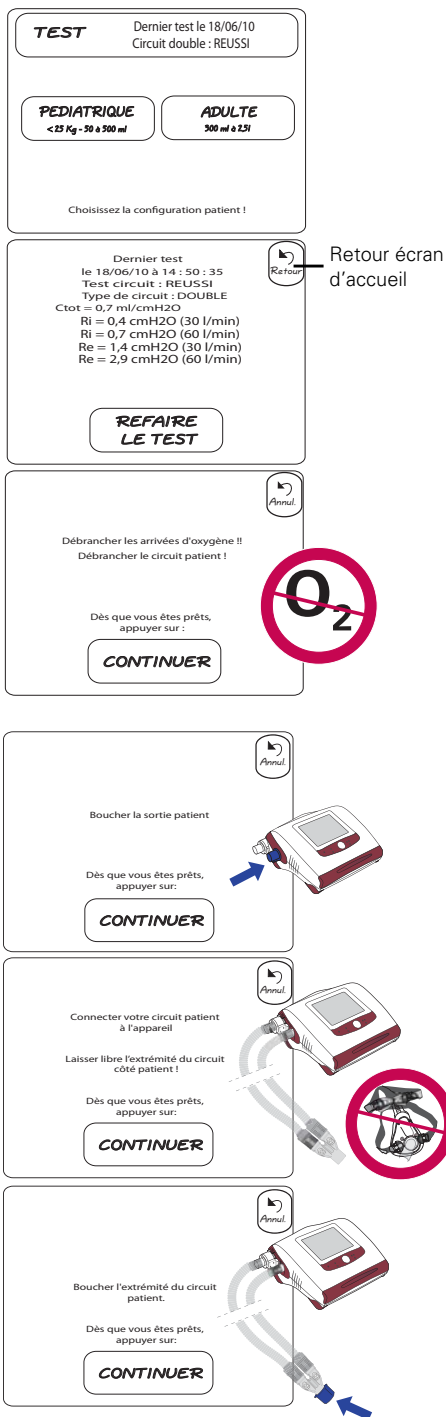 TEST
Dernier test le 18/06/10
Circuit double : REUSSI
PEDIATRIQUE
< 25 Kg - 50 à 500 ml
ADULTE
300 ml à 2,5l
Choisissez la configuration patient !
Dernier test
le 18/06/10 à 14 : 50 : 35
Test circuit : REUSSI
Type de circuit : DOUBLE
Ctot = 0,7 ml/cmH2O
Ri = 0,4 cmH2O (30 l/min)
Ri = 0,7 cmH2O (60 l/min)
Re = 1,4 cmH2O (30 l/min)
Re = 2,9 cmH2O (60 l/min)
Retour
Retour écran
d'accueil
REFAIRE
LE TEST
Annul.
Débrancher les arrivées d'oxygène !!
Débrancher le circuit patient !
O2
Dès que vous êtes prêts,
appuyer sur :
CONTINUER
Annul.
Boucher la sortie patient
Dès que vous êtes prêts,
appuyer sur:
CONTINUER
Annul.
Connecter votre circuit patient
à l'appareil
Laisser libre l'extrémité du circuit
côté patient !
Dès que vous êtes prêts,
appuyer sur:
CONTINUER
Annul.
Boucher l'extrémité du circuit
patient.
Dès que vous êtes prêts,
appuyer sur:
CONTINUER